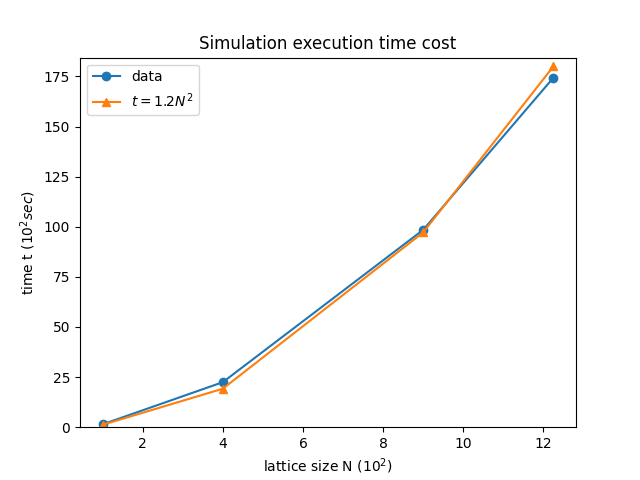 Simulation execution time cost
data
t = 1.2N²
175
150
125
100
75
50
25
0
time t (10²sec)
2 4 6 8 10 12
lattice size N (10²)